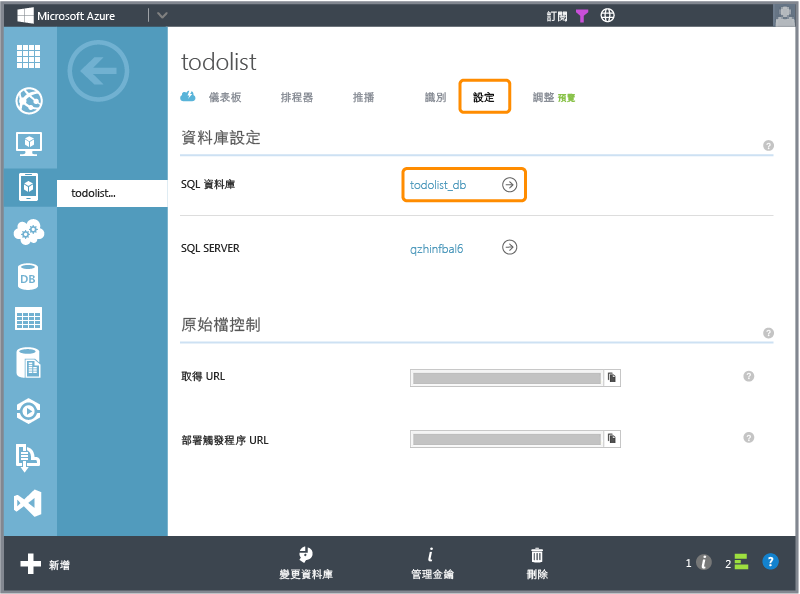 Microsoft Azure
訂閱
todolist
儀表板 排程器 推播 識別 設定 調整 預覽
資料庫設定
?
SQL 資料庫 todolist_db
todolist...
SQL SERVER qzhinfbal6
DB
原始檔控制
?
取得 URL
?
部署觸發程序 URL
?
新增 變更資料庫 管理金鑰 刪除 1 i 2 ?